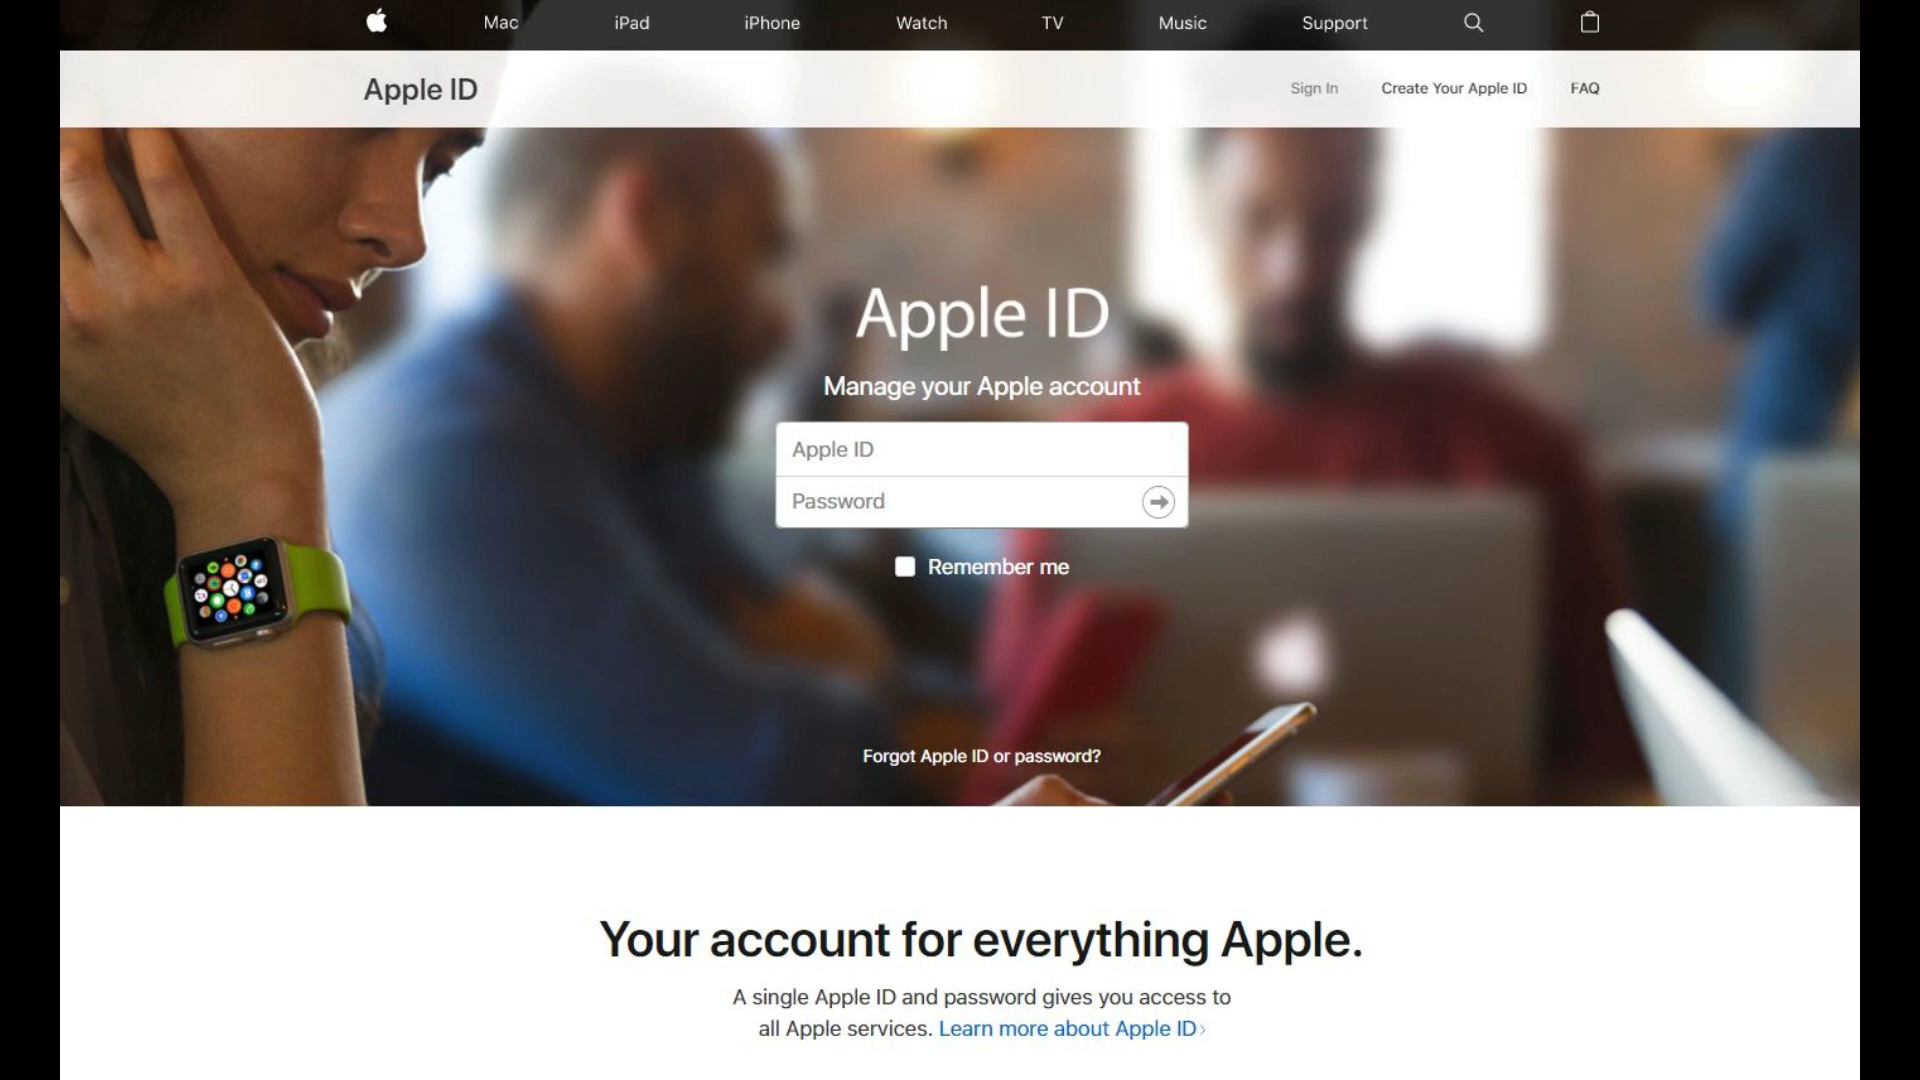 Mac iPad iPhone Watch TV Music Support
Apple ID Sign In Create Your Apple ID FAQ
Apple ID
Manage your Apple account
Apple ID
Password
Remember me
Forgot Apple ID or password?
Your account for everything Apple.
A single Apple ID and password gives you access to
all Apple services. Learn more about Apple ID ›